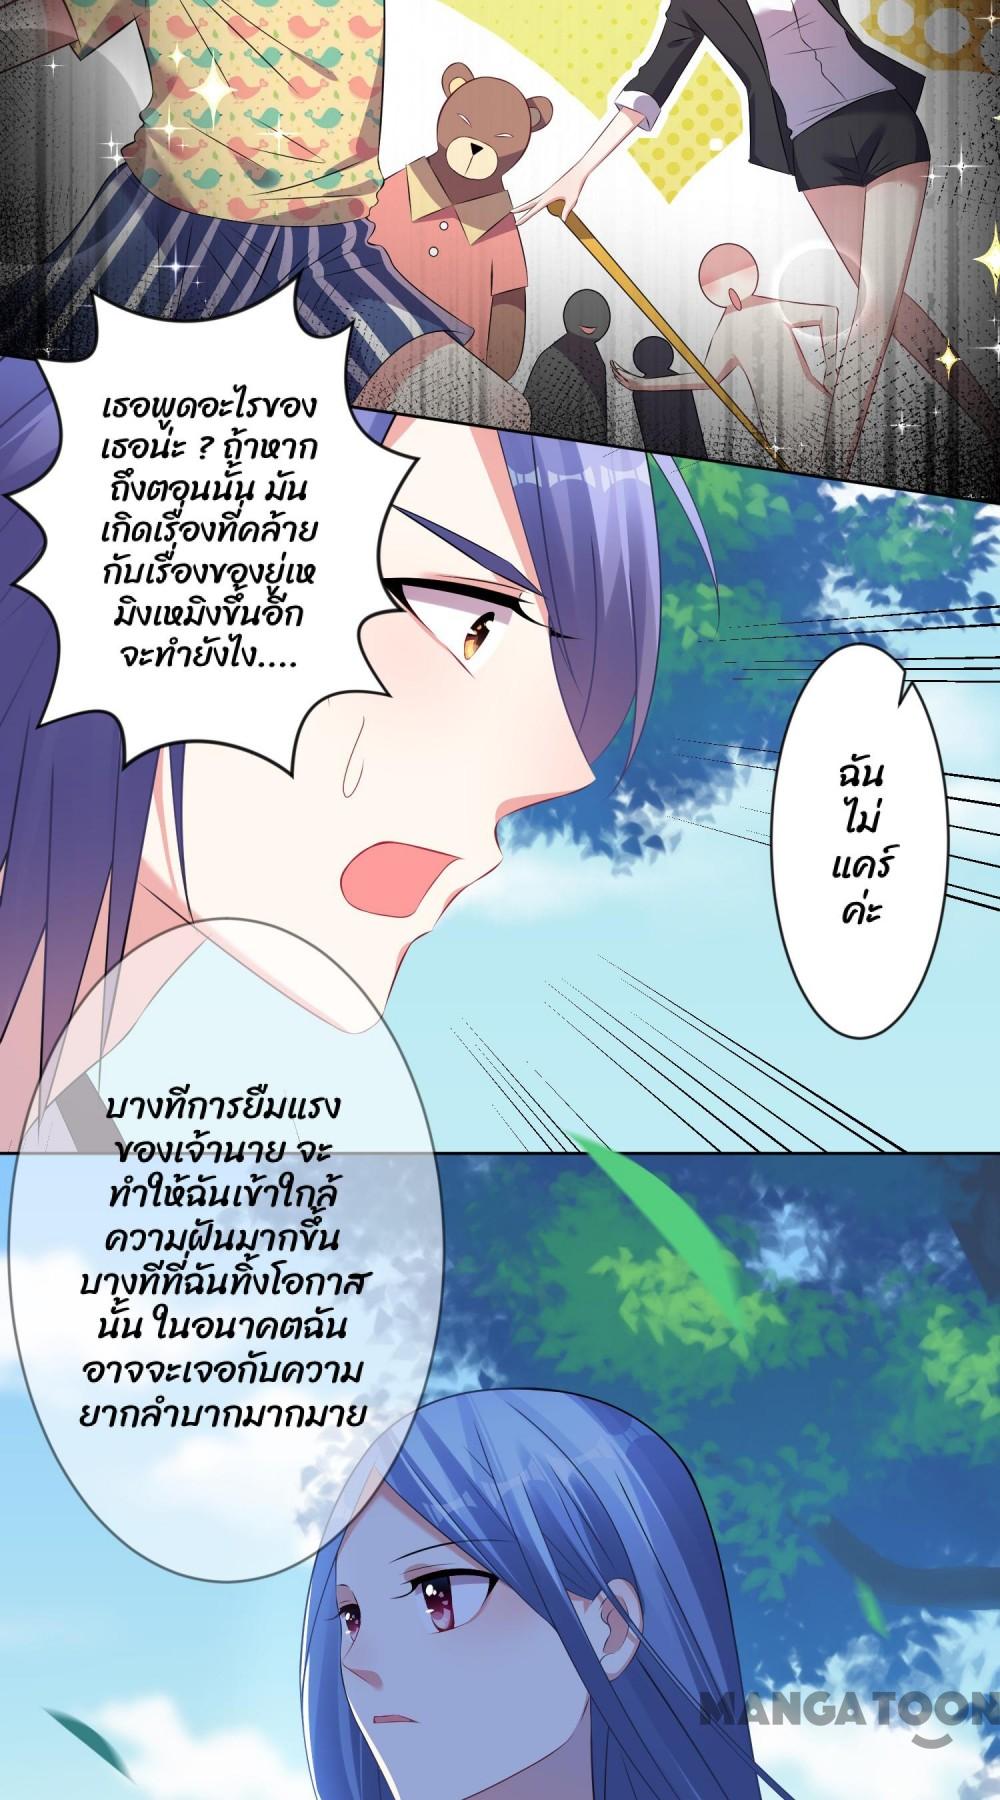 เธอพูดอะไรของ
เธอน่ะ ? ถ้าหาก
ถึงตอนนั้น มัน
เกิดเรื่องที่คล้าย
กับเรื่องของยู่เห
มิงเหมิงขึ้นอีก
จะทำยังไง....
ฉัน
ไม่
แคร์
ค่ะ
บางทีการยืมแรง
ของเจ้านาย จะ
ทำให้ฉันเข้าใกล้
ความฝันมากขึ้น
บางทีที่ฉันทิ้งโอกาส
นั้น ในอนาคตฉัน
อาจจะเจอกับความ
ยากลำบากมากมาย
MANGATOON